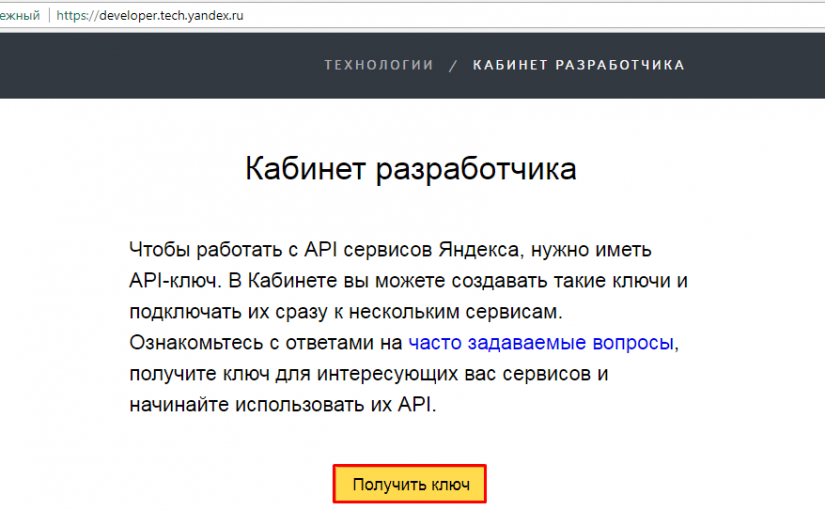 ежный https://developer.tech.yandex.ru
ТЕХНОЛОГИИ / КАБИНЕТ РАЗРАБОТЧИКА
Кабинет разработчика
Чтобы работать с API сервисов Яндекса, нужно иметь
API-ключ. В Кабинете вы можете создавать такие ключи и
подключать их сразу к нескольким сервисам.
Ознакомьтесь с ответами на часто задаваемые вопросы,
получите ключ для интересующих вас сервисов и
начинайте использовать их API.
Получить ключ